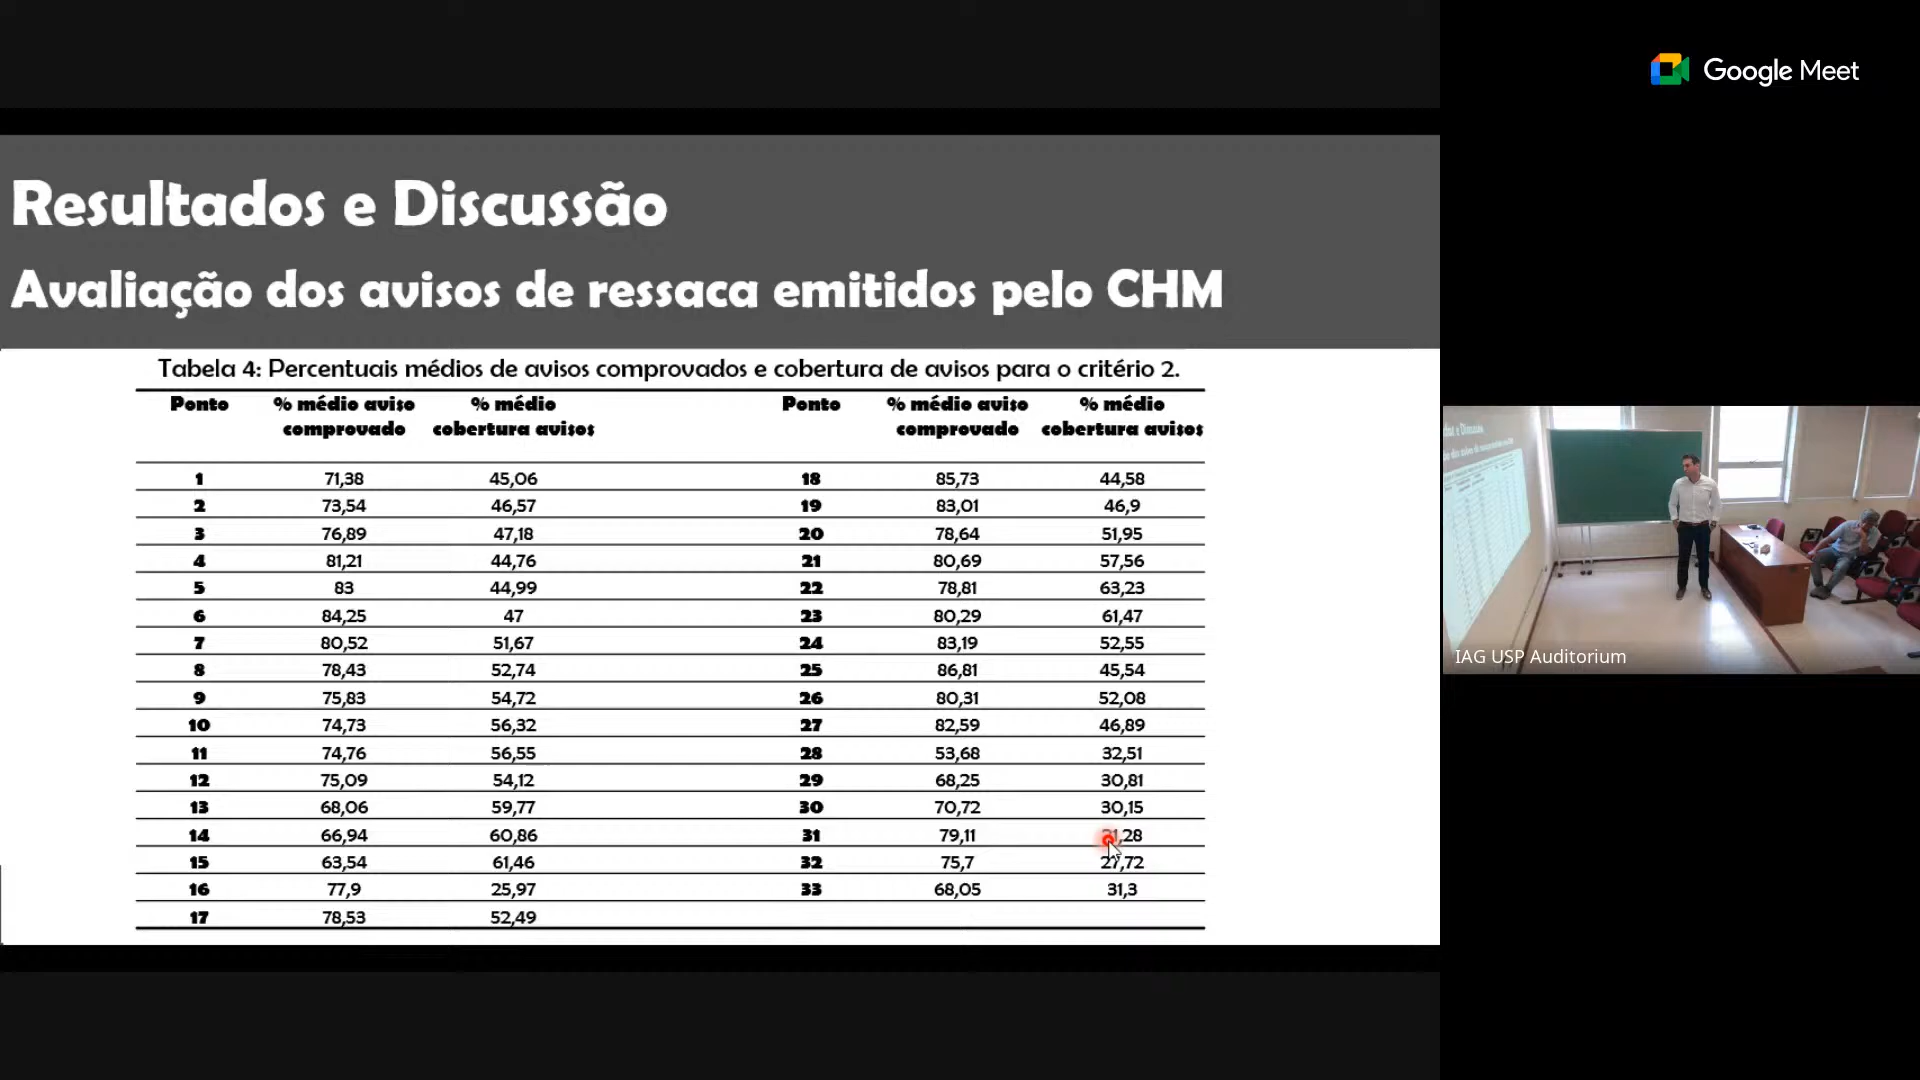 Google Meet
Resultados e Discussão
Avaliação dos avisos de ressaca emitidos pelo CHM
Tabela 4: Percentuais médios de avisos comprovados e cobertura de avisos para o critério 2.
Ponto % médio aviso comprovado % médio cobertura avisos Ponto % médio aviso comprovado % médio cobertura avisos
1 71,38 45,06 18 85,73 44,58
2 73,54 46,57 19 83,01 46,9
3 76,89 47,18 20 78,64 51,95
4 81,21 44,76 21 80,69 57,56
5 83 44,99 22 78,81 63,23
6 84,25 47 23 80,29 61,47
7 80,52 51,67 24 83,19 52,55
8 78,43 52,74 25 86,81 45,54
9 75,83 54,72 26 80,31 52,08
10 74,73 56,32 27 82,59 46,89
11 74,76 56,55 28 53,68 32,51
12 75,09 54,12 29 68,25 30,81
13 68,06 59,77 30 70,72 30,15
14 66,94 60,86 31 79,11 31,28
15 63,54 61,46 32 75,7 27,72
16 77,9 25,97 33 68,05 31,3
17 78,53 52,49
IAG USP Auditorium